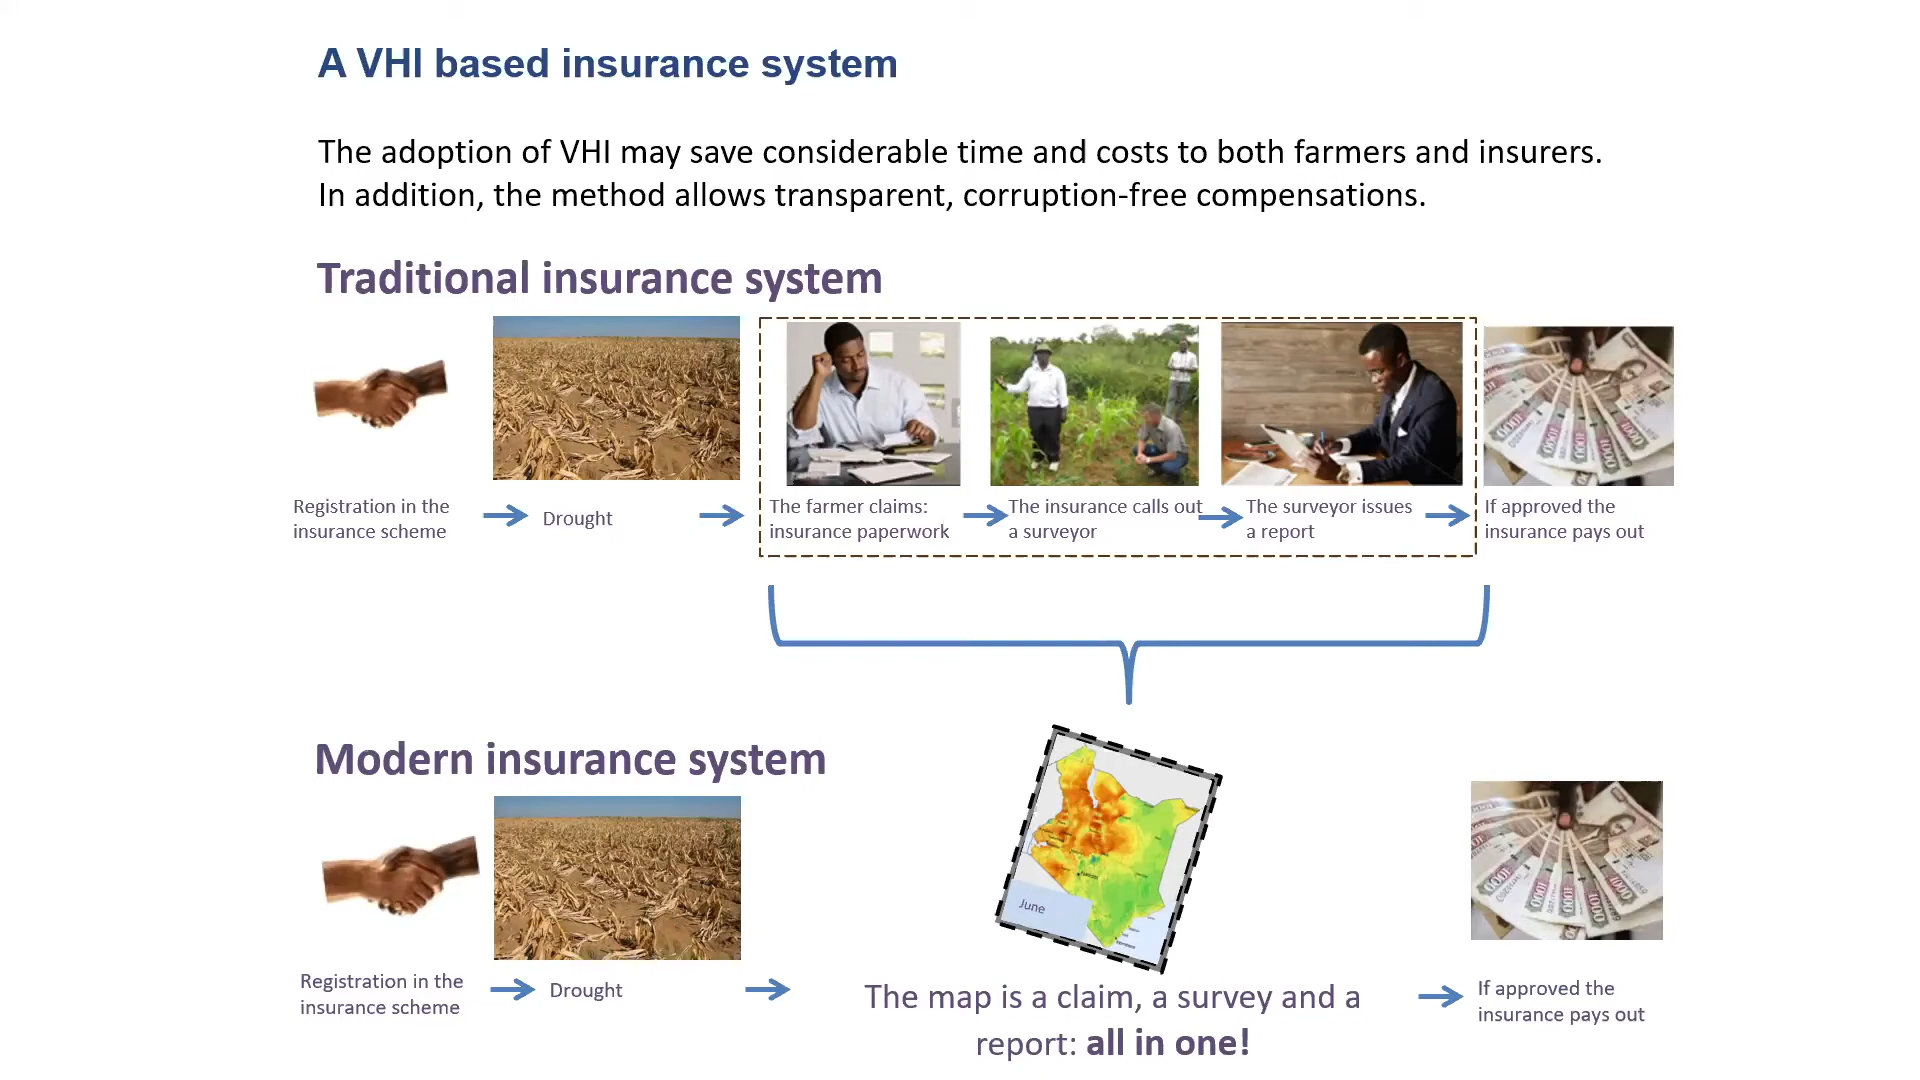 A VHI based insurance system
The adoption of VHI may save considerable time and costs to both farmers and insurers.
In addition, the method allows transparent, corruption-free compensations.
Traditional insurance system
Registration in the
insurance scheme
Drought
The farmer claims:
insurance paperwork
The insurance calls out
a surveyor
The surveyor issues
a report
If approved the
insurance pays out
Modern insurance system
June
Registration in the
insurance scheme
Drought
The map is a claim, a survey and a
report: all in one!
If approved the
insurance pays out